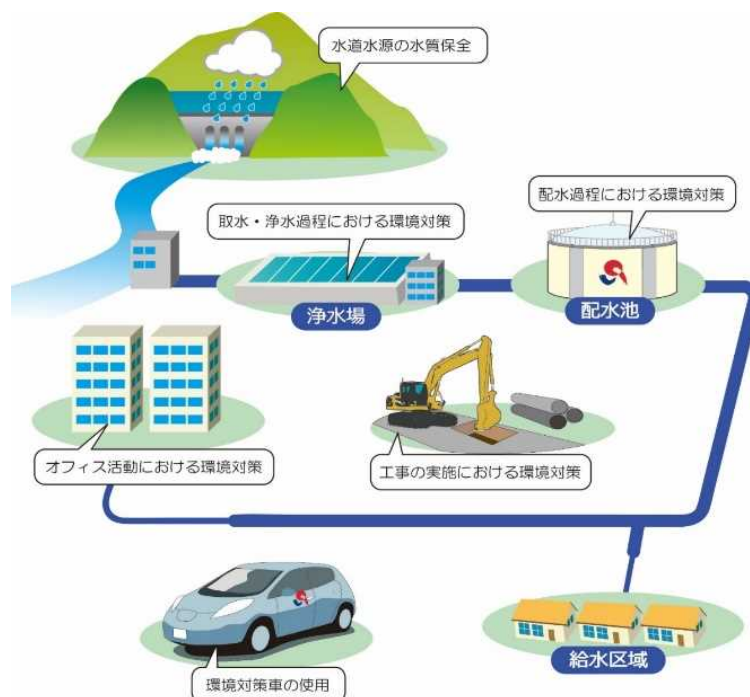 水道水源の水質保全
取水・浄水過程における環境対策
配水過程における環境対策
浄水場
配水池
オフィス活動における環境対策
工事の実施における環境対策
環境対策車の使用
給水区域